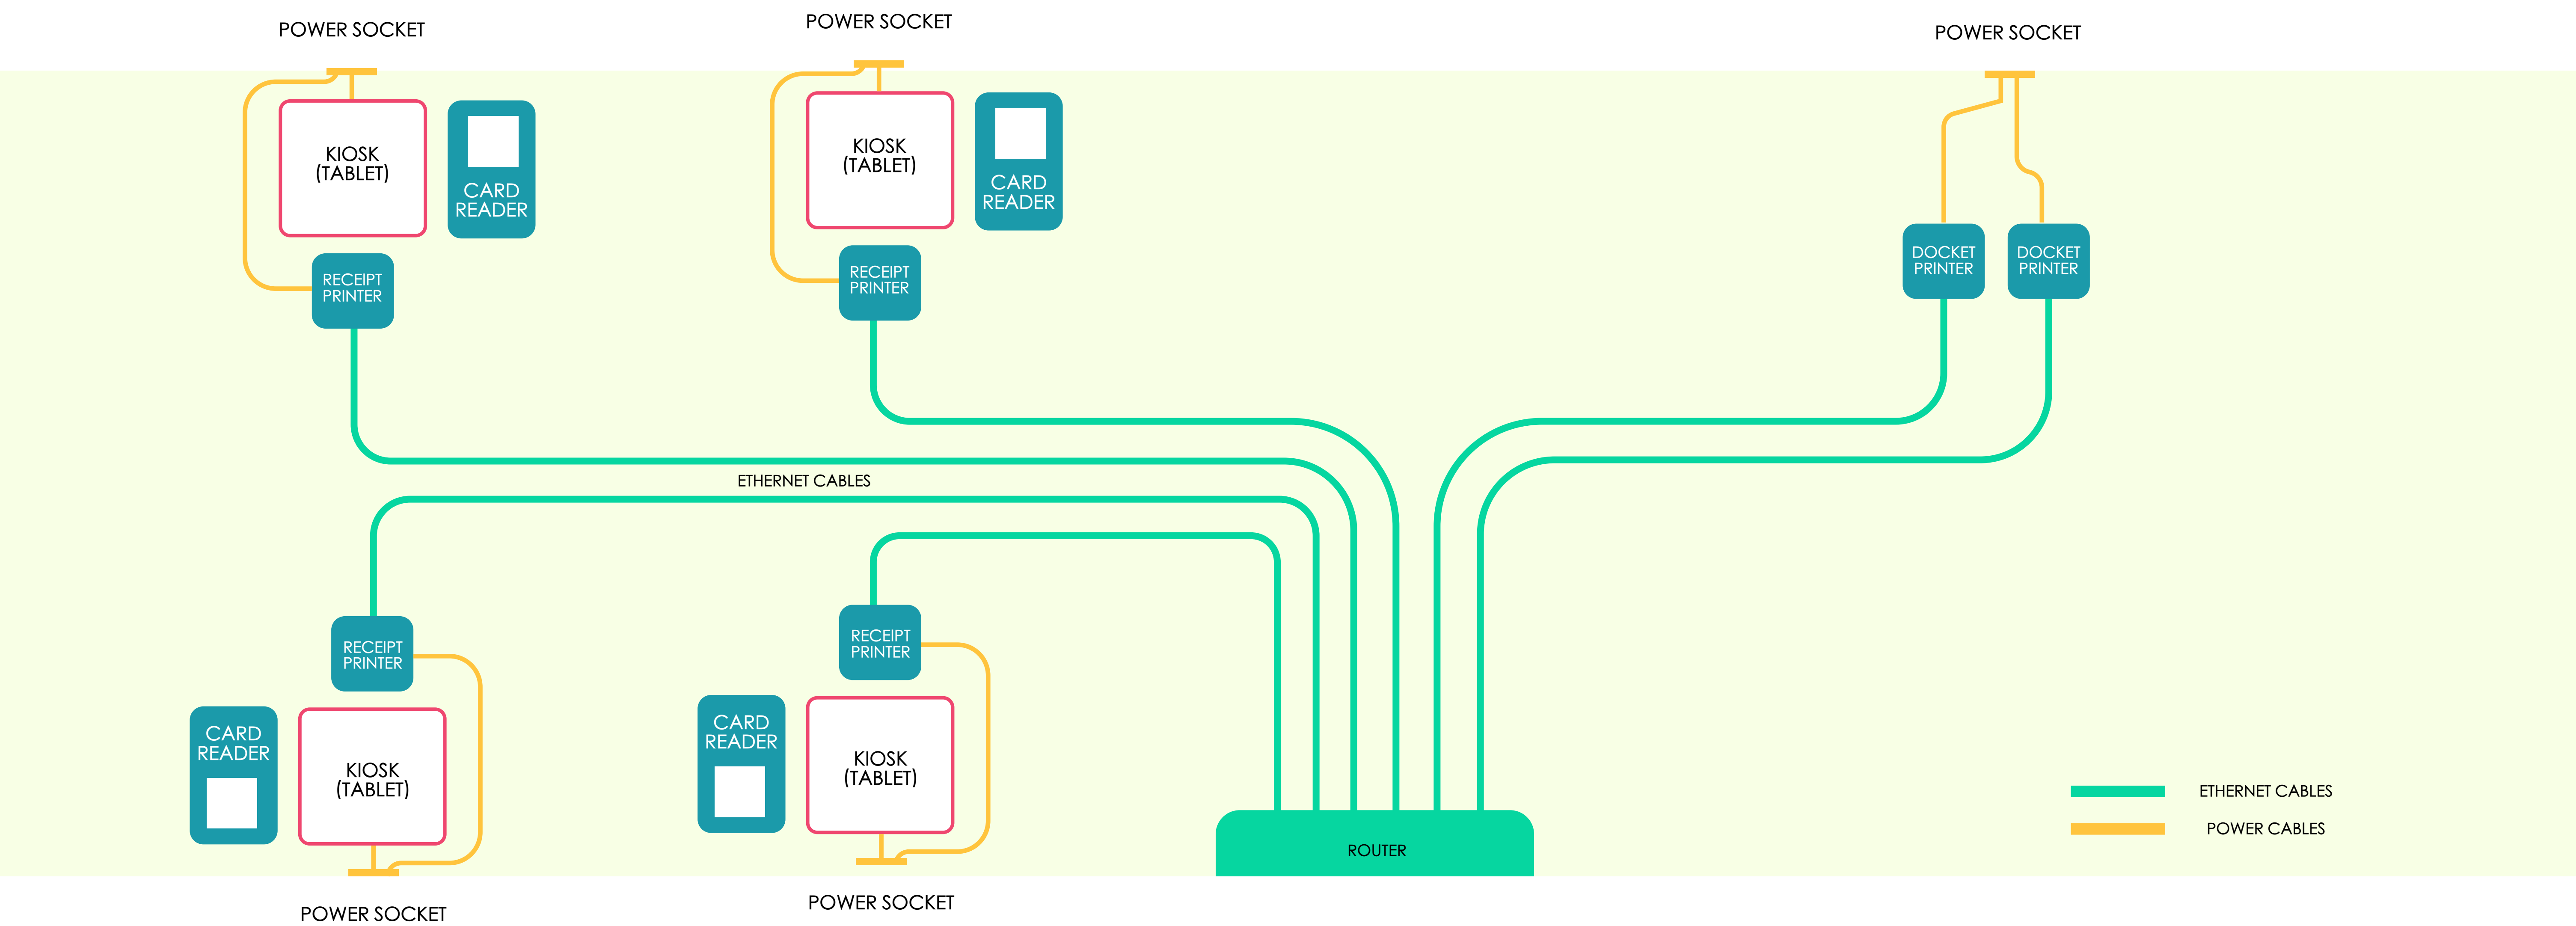 POWER SOCKET
POWER SOCKET
POWER SOCKET
KIOSK
(TABLET)
CARD
READER
RECEIPT
PRINTER
KIOSK
(TABLET)
CARD
READER
RECEIPT
PRINTER
DOCKET
PRINTER
DOCKET
PRINTER
ETHERNET CABLES
RECEIPT
PRINTER
CARD
READER
KIOSK
(TABLET)
POWER SOCKET
RECEIPT
PRINTER
CARD
READER
KIOSK
(TABLET)
POWER SOCKET
ROUTER
ETHERNET CABLES
POWER CABLES